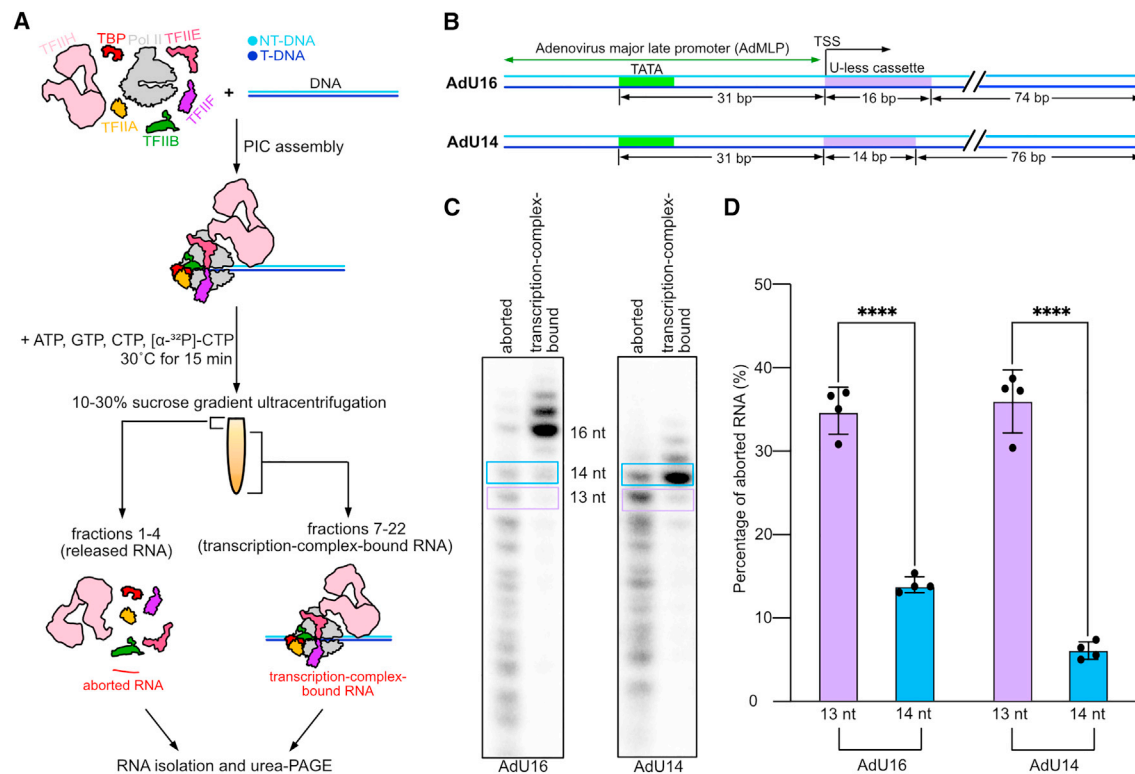 A
TFIIH
TBP
Pol II
TFIIE
TFIIF
TFIIA
TFIIB
NT-DNA
T-DNA
+
DNA
PIC assembly
+ ATP, GTP, CTP, [α-³²P]-CTP
30˚C for 15 min
10-30% sucrose gradient ultracentrifugation
fractions 1-4
(released RNA)
fractions 7-22
(transcription-complex-bound RNA)
aborted RNA
transcription-complex-
bound RNA
RNA isolation and urea-PAGE
B
Adenovirus major late promoter (AdMLP)
TSS
TATA
U-less cassette
AdU16
31 bp
16 bp
74 bp
AdU14
31 bp
14 bp
76 bp
C
aborted
transcription-complex-
bound
aborted
transcription-complex-
bound
16 nt
14 nt
13 nt
AdU16
AdU14
D
Percentage of aborted RNA (%)
50
40
30
20
10
0
****
****
13 nt
14 nt
13 nt
14 nt
AdU16
AdU14